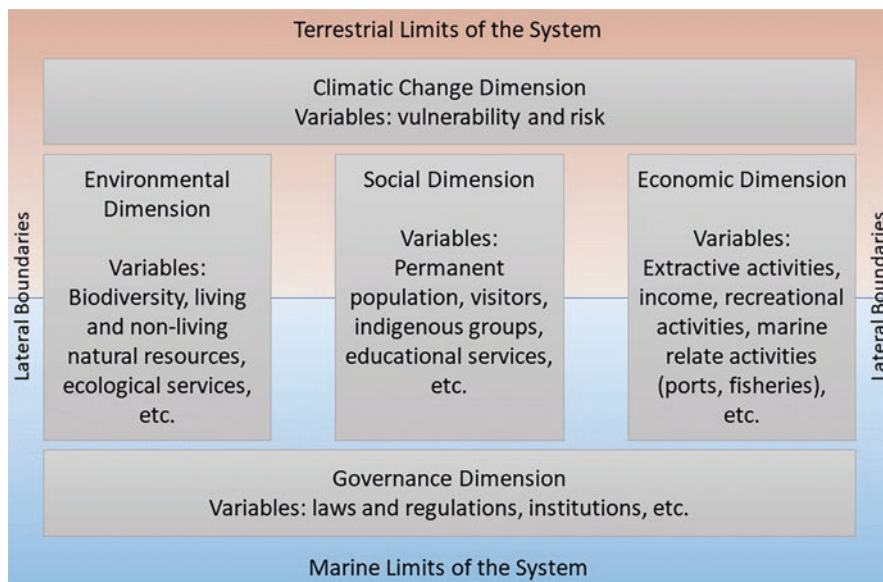 Terrestrial Limits of the System
Climatic Change Dimension
Variables: vulnerability and risk
Lateral Boundaries
Environmental
Dimension
Variables:
Biodiversity, living
and non-living
natural resources,
ecological services,
etc.
Social Dimension
Variables:
Permanent
population, visitors,
indigenous groups,
educational services,
etc.
Economic Dimension
Variables:
Extractive activities,
income, recreational
activities, marine
relate activities
(ports, fisheries),
etc.
Lateral Boundaries
Governance Dimension
Variables: laws and regulations, institutions, etc.
Marine Limits of the System